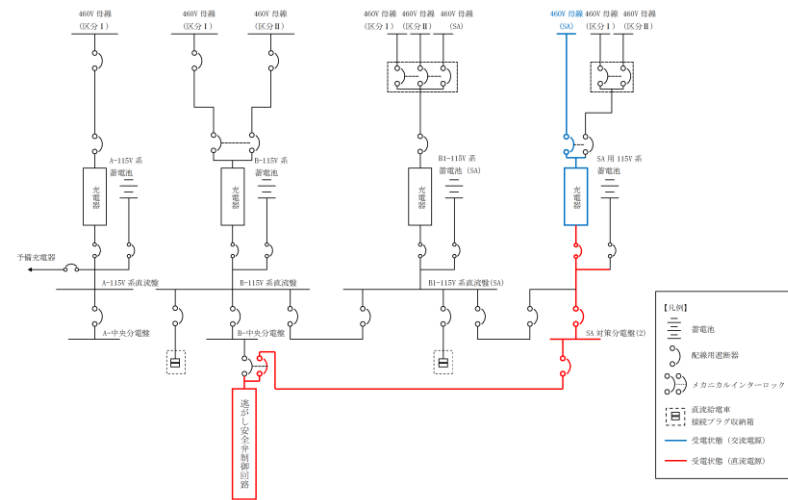 460V 母線
(区分Ⅰ)
460V 母線
(区分Ⅰ)
460V 母線
(区分Ⅱ)
460V 母線
(区分Ⅰ)
460V 母線
(区分Ⅱ)
460V 母線
(SA)
460V 母線
(SA)
460V 母線
(区分Ⅰ)
460V 母線
(区分Ⅱ)
A-115V 系
蓄電池
充電器
B-115V 系
蓄電池
充電器
B1-115V 系
蓄電池 (SA)
充電器
SA 用 115V 系
蓄電池
充電器
予備充電器
A-115V 系直流盤
B-115V 系直流盤
B1-115V 系直流盤(SA)
A-中央分電盤
B-中央分電盤
SA 対策分電盤(2)
逃がし安全弁制御回路
【凡例】
蓄電池
配線用遮断器
メカニカルインターロック
直流給電車
接続プラグ収納箱
受電状態 (交流電源)
受電状態 (直流電源)